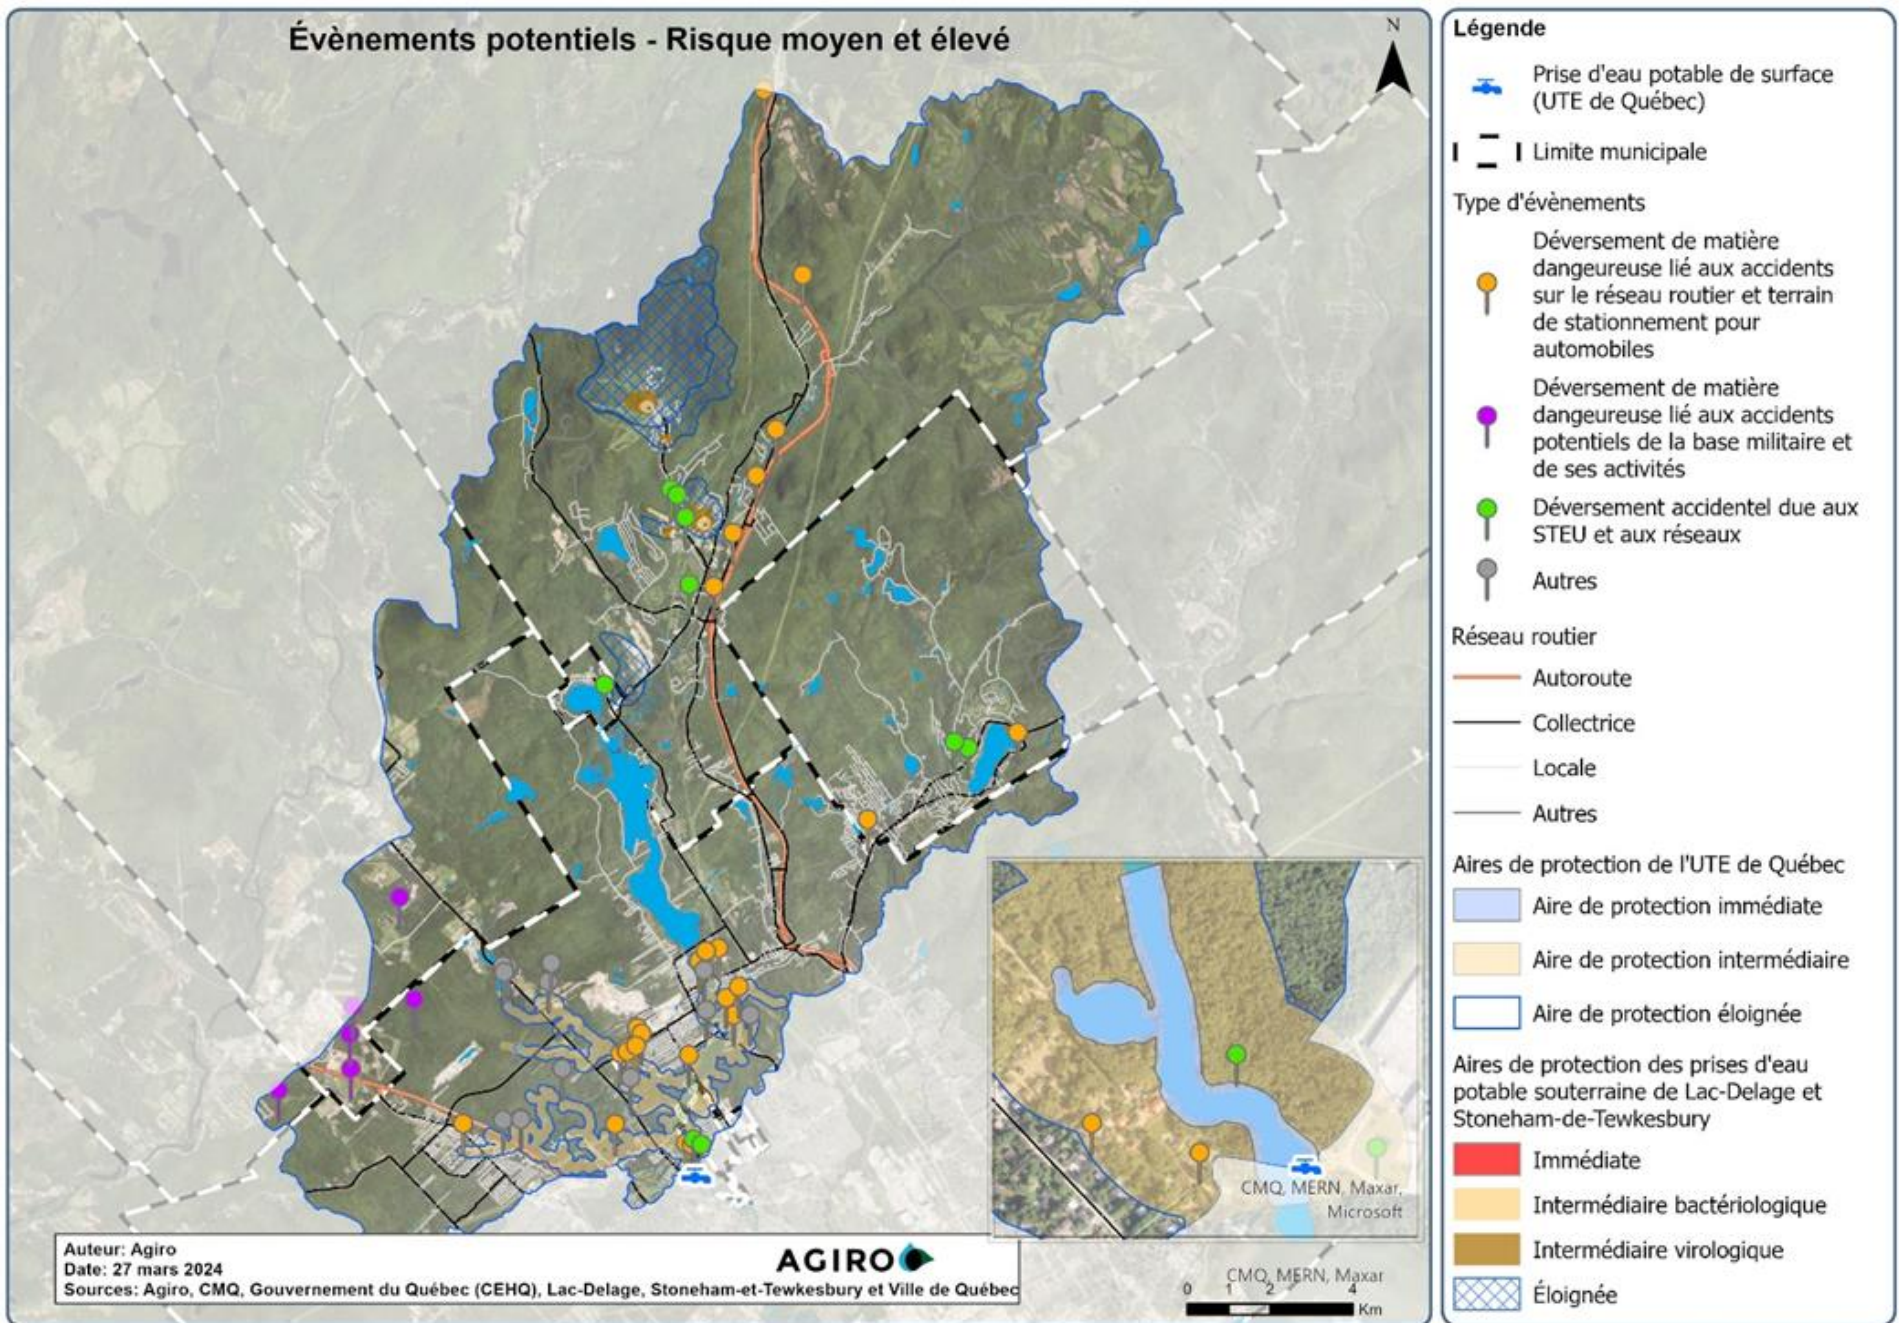 Évènements potentiels - Risque moyen et élevé
N
CMQ, MERN, Maxar,
Microsoft
CMQ, MERN, Maxar
0 1 2 4
Km
Auteur: Agiro
Date: 27 mars 2024
Sources: Agiro, CMQ, Gouvernement du Québec (CEHQ), Lac-Delage, Stoneham-et-Tewkesbury et Ville de Québec
AGIRO
Légende
Prise d'eau potable de surface
(UTE de Québec)
Limite municipale
Type d'évènements
Déversement de matière
dangeureuse lié aux accidents
sur le réseau routier et terrain
de stationnement pour
automobiles
Déversement de matière
dangeureuse lié aux accidents
potentiels de la base militaire et
de ses activités
Déversement accidentel due aux
STEU et aux réseaux
Autres
Réseau routier
Autoroute
Collectrice
Locale
Autres
Aires de protection de l'UTE de Québec
Aire de protection immédiate
Aire de protection intermédiaire
Aire de protection éloignée
Aires de protection des prises d'eau
potable souterraine de Lac-Delage et
Stoneham-de-Tewkesbury
Immédiate
Intermédiaire bactériologique
Intermédiaire virologique
Éloignée